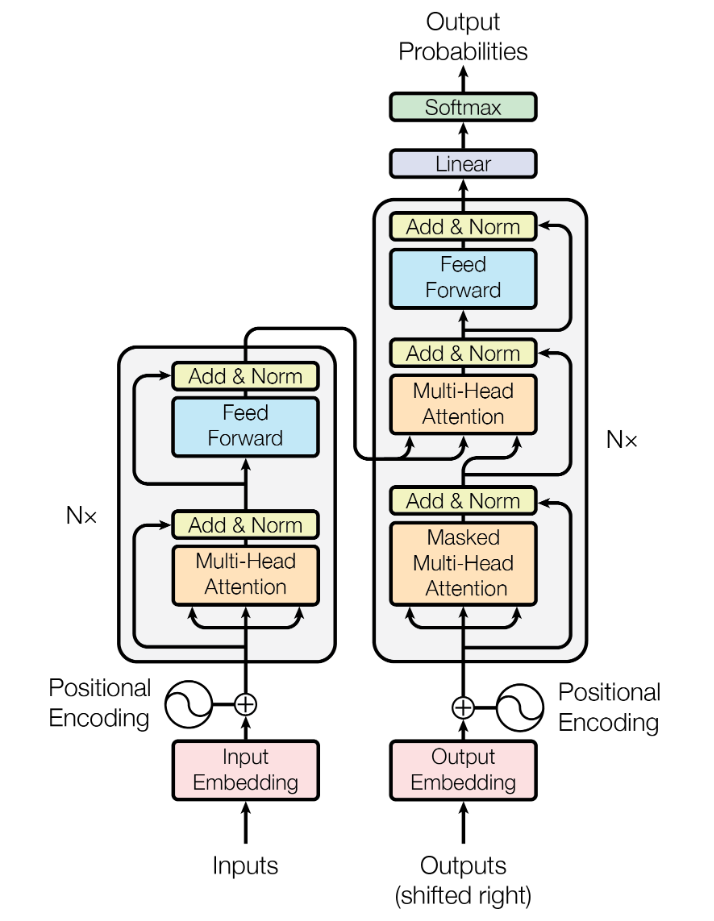 Output
Probabilities
Softmax
Linear
Add & Norm
Feed
Forward
Add & Norm
Multi-Head
Attention
Add & Norm
Masked
Multi-Head
Attention
N×
Add & Norm
Feed
Forward
Add & Norm
Multi-Head
Attention
N×
Positional
Encoding
Positional
Encoding
Input
Embedding
Output
Embedding
Inputs
Outputs
(shifted right)